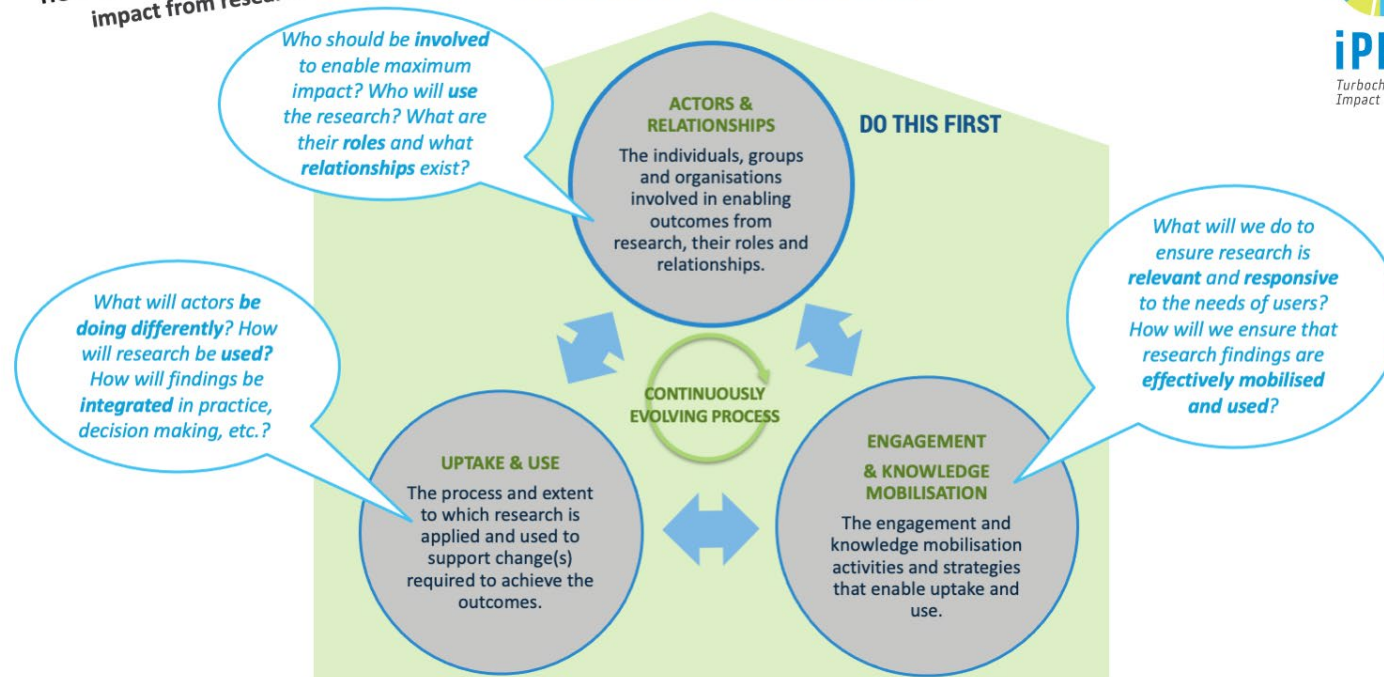 impact from
Who should be involved
to enable maximum
impact? Who will use
the research? What are
their roles and what
relationships exist?
ACTORS &
RELATIONSHIPS
The individuals, groups
and organisations
involved in enabling
outcomes from
research, their roles and
relationships.
DO THIS FIRST
What will we do to
ensure research is
relevant and responsive
to the needs of users?
How will we ensure that
research findings are
effectively mobilised
and used?
What will actors be
doing differently? How
will research be used?
How will findings be
integrated in practice,
decision making, etc.?
CONTINUOUSLY
EVOLVING PROCESS
UPTAKE & USE
The process and extent
to which research is
applied and used to
support change(s)
required to achieve the
outcomes.
ENGAGEMENT
& KNOWLEDGE
MOBILISATION
The engagement and
knowledge mobilisation
activities and strategies
that enable uptake and
use.
Impact